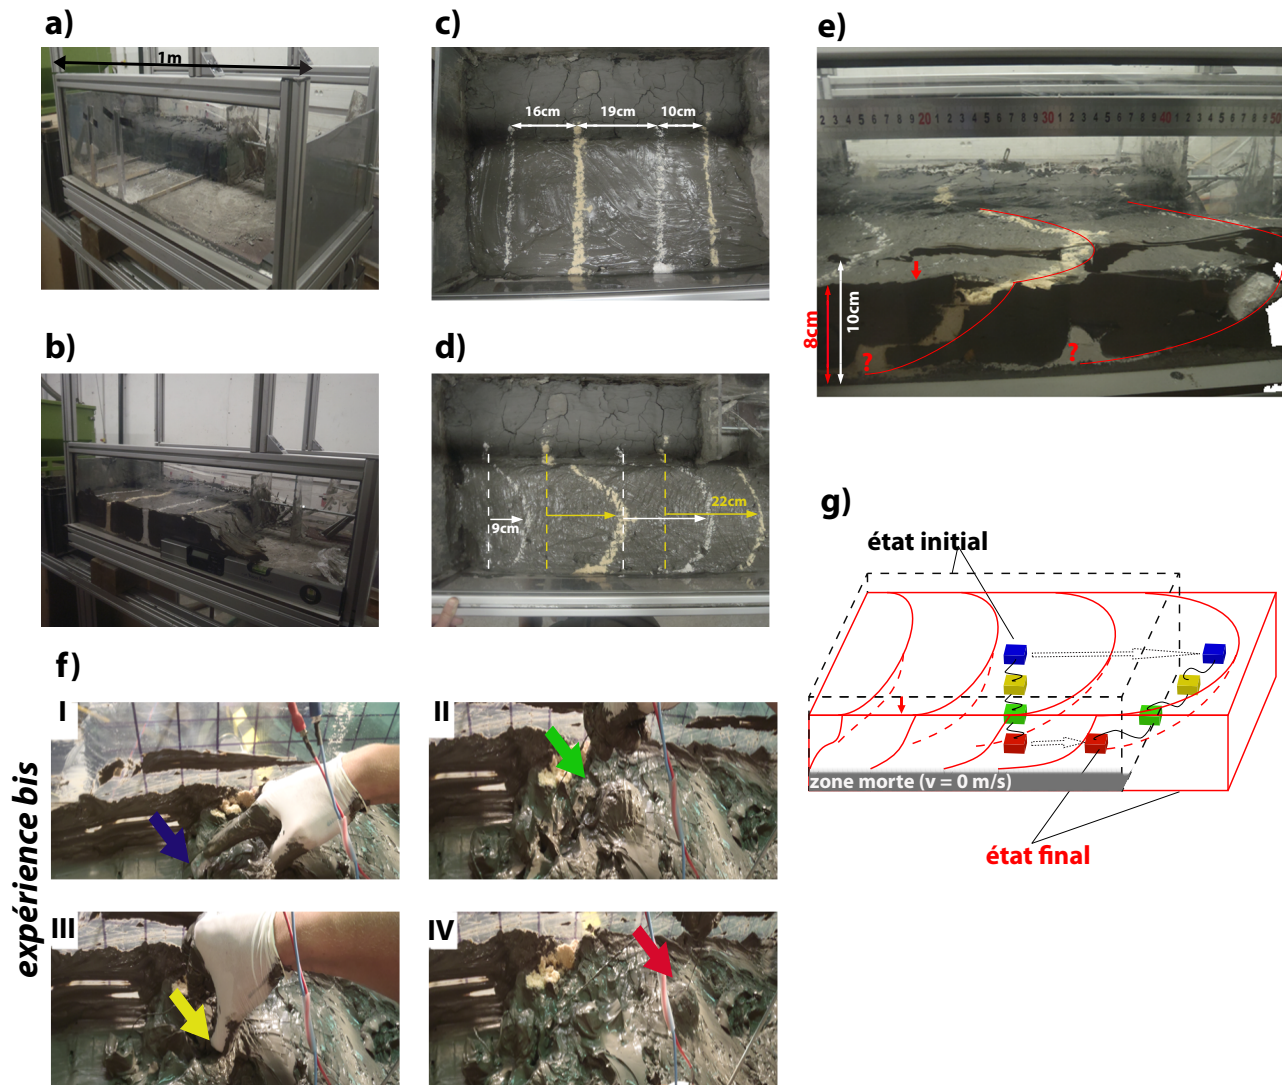 a)
1m
b)
c)
16cm
19cm
10cm
d)
9cm
22cm
e)
2 3 4 5 6 7 8 9 20 1 2 3 4 5 6 7 8 9 30 1 2 3 4 5 6 7 8 9 40 1 2 3 4 5 6 7 8 9 50
8cm
10cm
?
?
f)
expérience bis
I
II
III
IV
g)
état initial
zone morte (v = 0 m/s)
état final